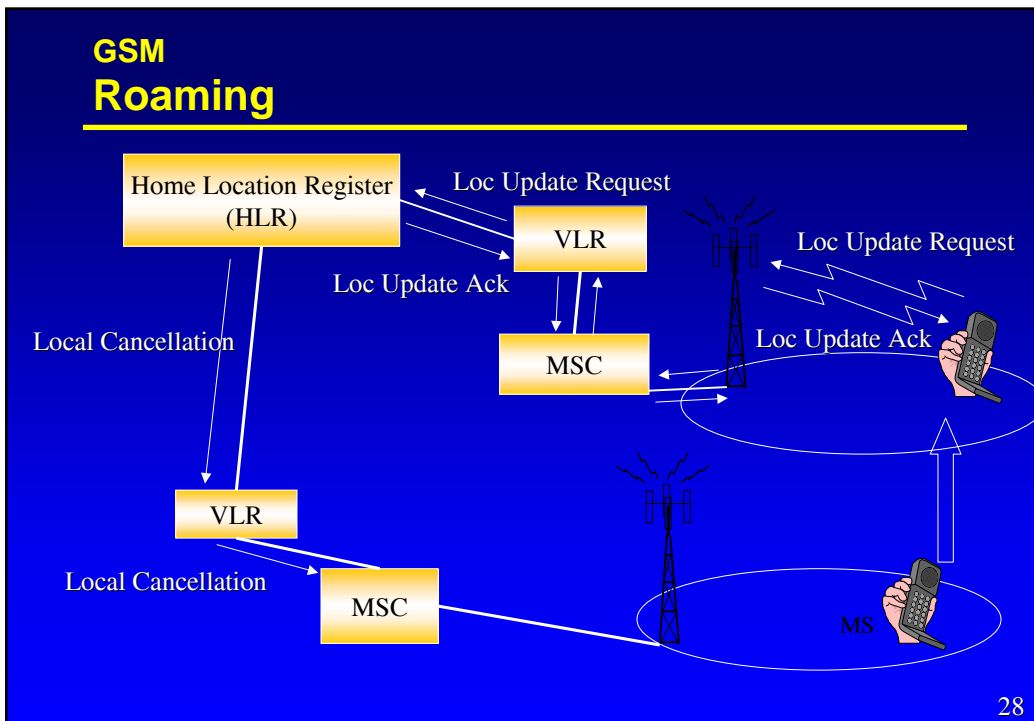 GSM
Roaming
Home Location Register
(HLR)
Loc Update Request
VLR
Loc Update Request
Loc Update Ack
Local Cancellation
MSC
Loc Update Ack
VLR
Local Cancellation
MSC
MS
28